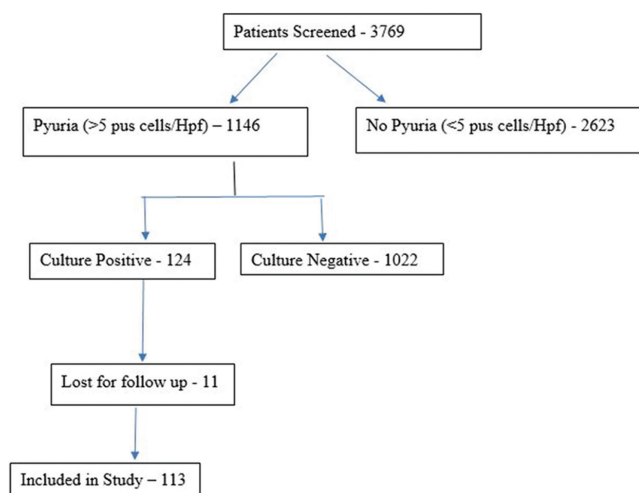 Patients Screened - 3769
Pyuria (>5 pus cells/Hpf) – 1146
No Pyuria (<5 pus cells/Hpf) - 2623
Culture Positive - 124
Culture Negative - 1022
Lost for follow up - 11
Included in Study – 113